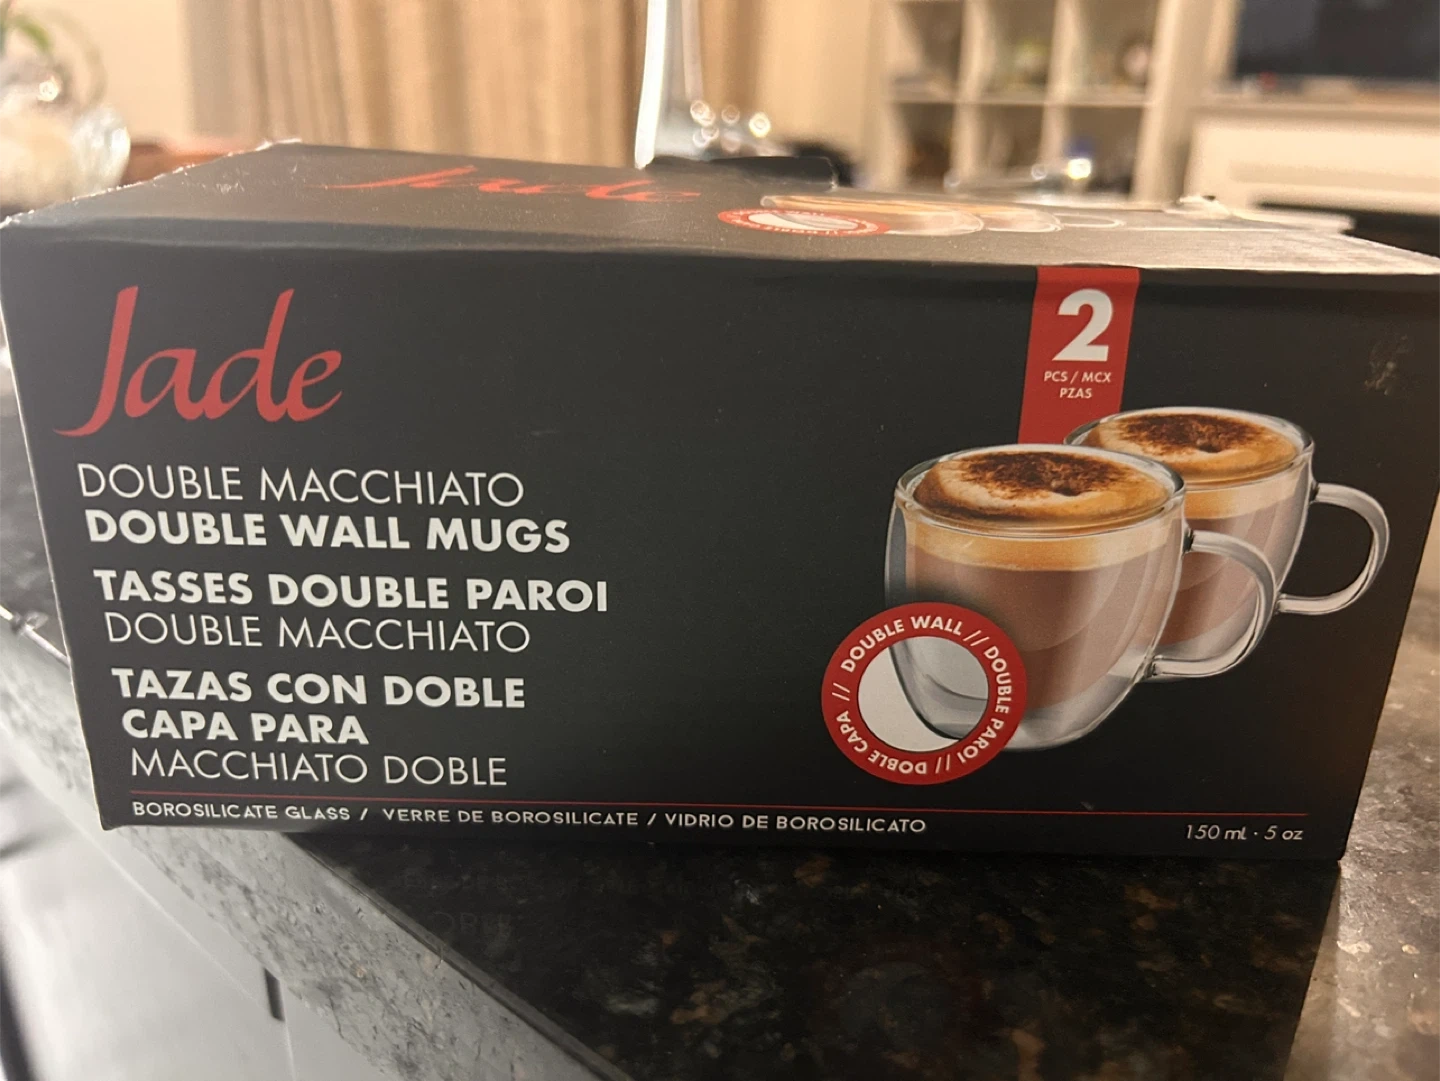 Jade
Jade
DOUBLE MACCHIATO
DOUBLE WALL MUGS
TASSES DOUBLE PAROI
DOUBLE MACCHIATO
TAZAS CON DOBLE
CAPA PARA
MACCHIATO DOBLE
BOROSILICATE GLASS / VERRE DE BOROSILICATE / VIDRIO DE BOROSILICATO
2
PCS / MCX
PZAS
DOUBLE WALL // DOUBLE PAROI // DOBLE CAPA //
150 mL · 5 oz